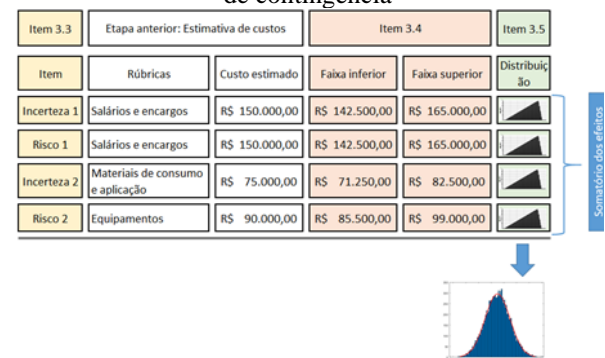 de contingência
Item 3.3 Etapa anterior: Estimativa de custos Item 3.4 Item 3.5
Item Rúbricas Custo estimado Faixa inferior Faixa superior Distribuiç
ão
Incerteza 1 Salários e encargos R$ 150.000,00 R$ 142.500,00 R$ 165.000,00
Risco 1 Salários e encargos R$ 150.000,00 R$ 142.500,00 R$ 165.000,00
Incerteza 2 Materiais de consumo
e aplicação R$ 75.000,00 R$ 71.250,00 R$ 82.500,00
Risco 2 Equipamentos R$ 90.000,00 R$ 85.500,00 R$ 99.000,00
Somatório dos efeitos